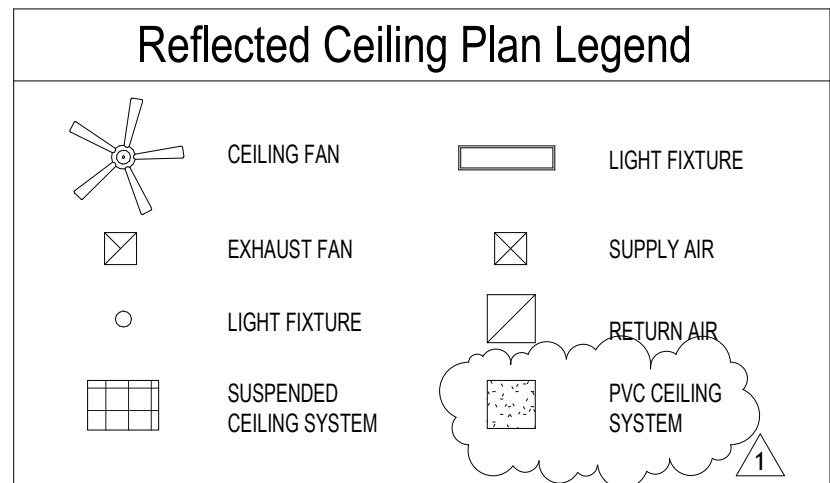 Reflected Ceiling Plan Legend
CEILING FAN
LIGHT FIXTURE
EXHAUST FAN
SUPPLY AIR
LIGHT FIXTURE
RETURN AIR
SUSPENDED
CEILING SYSTEM
PVC CEILING
SYSTEM
1